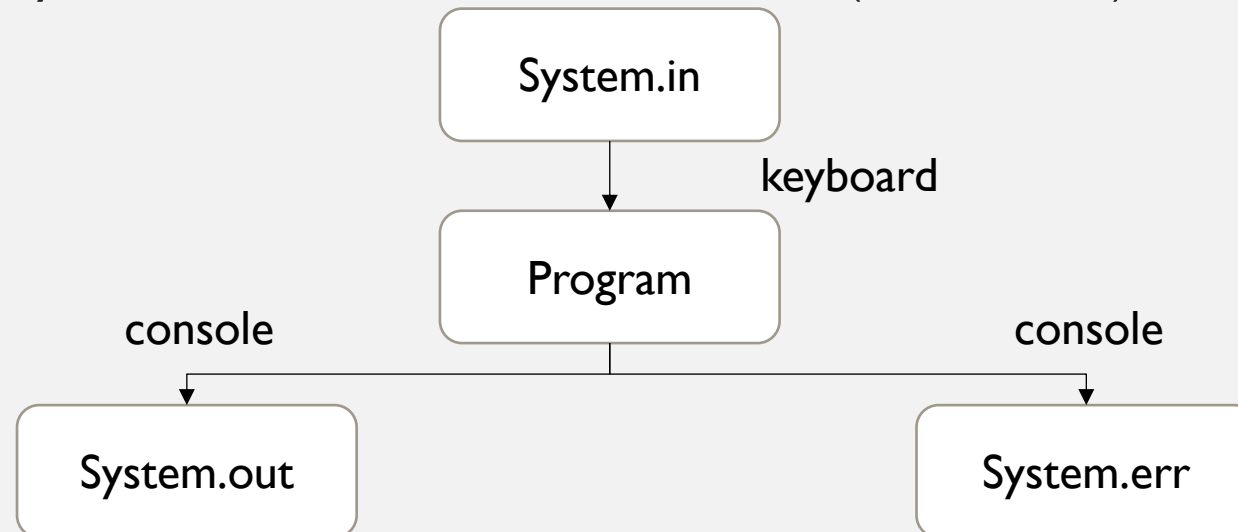 System.in
keyboard
Program
console console
System.out System.err